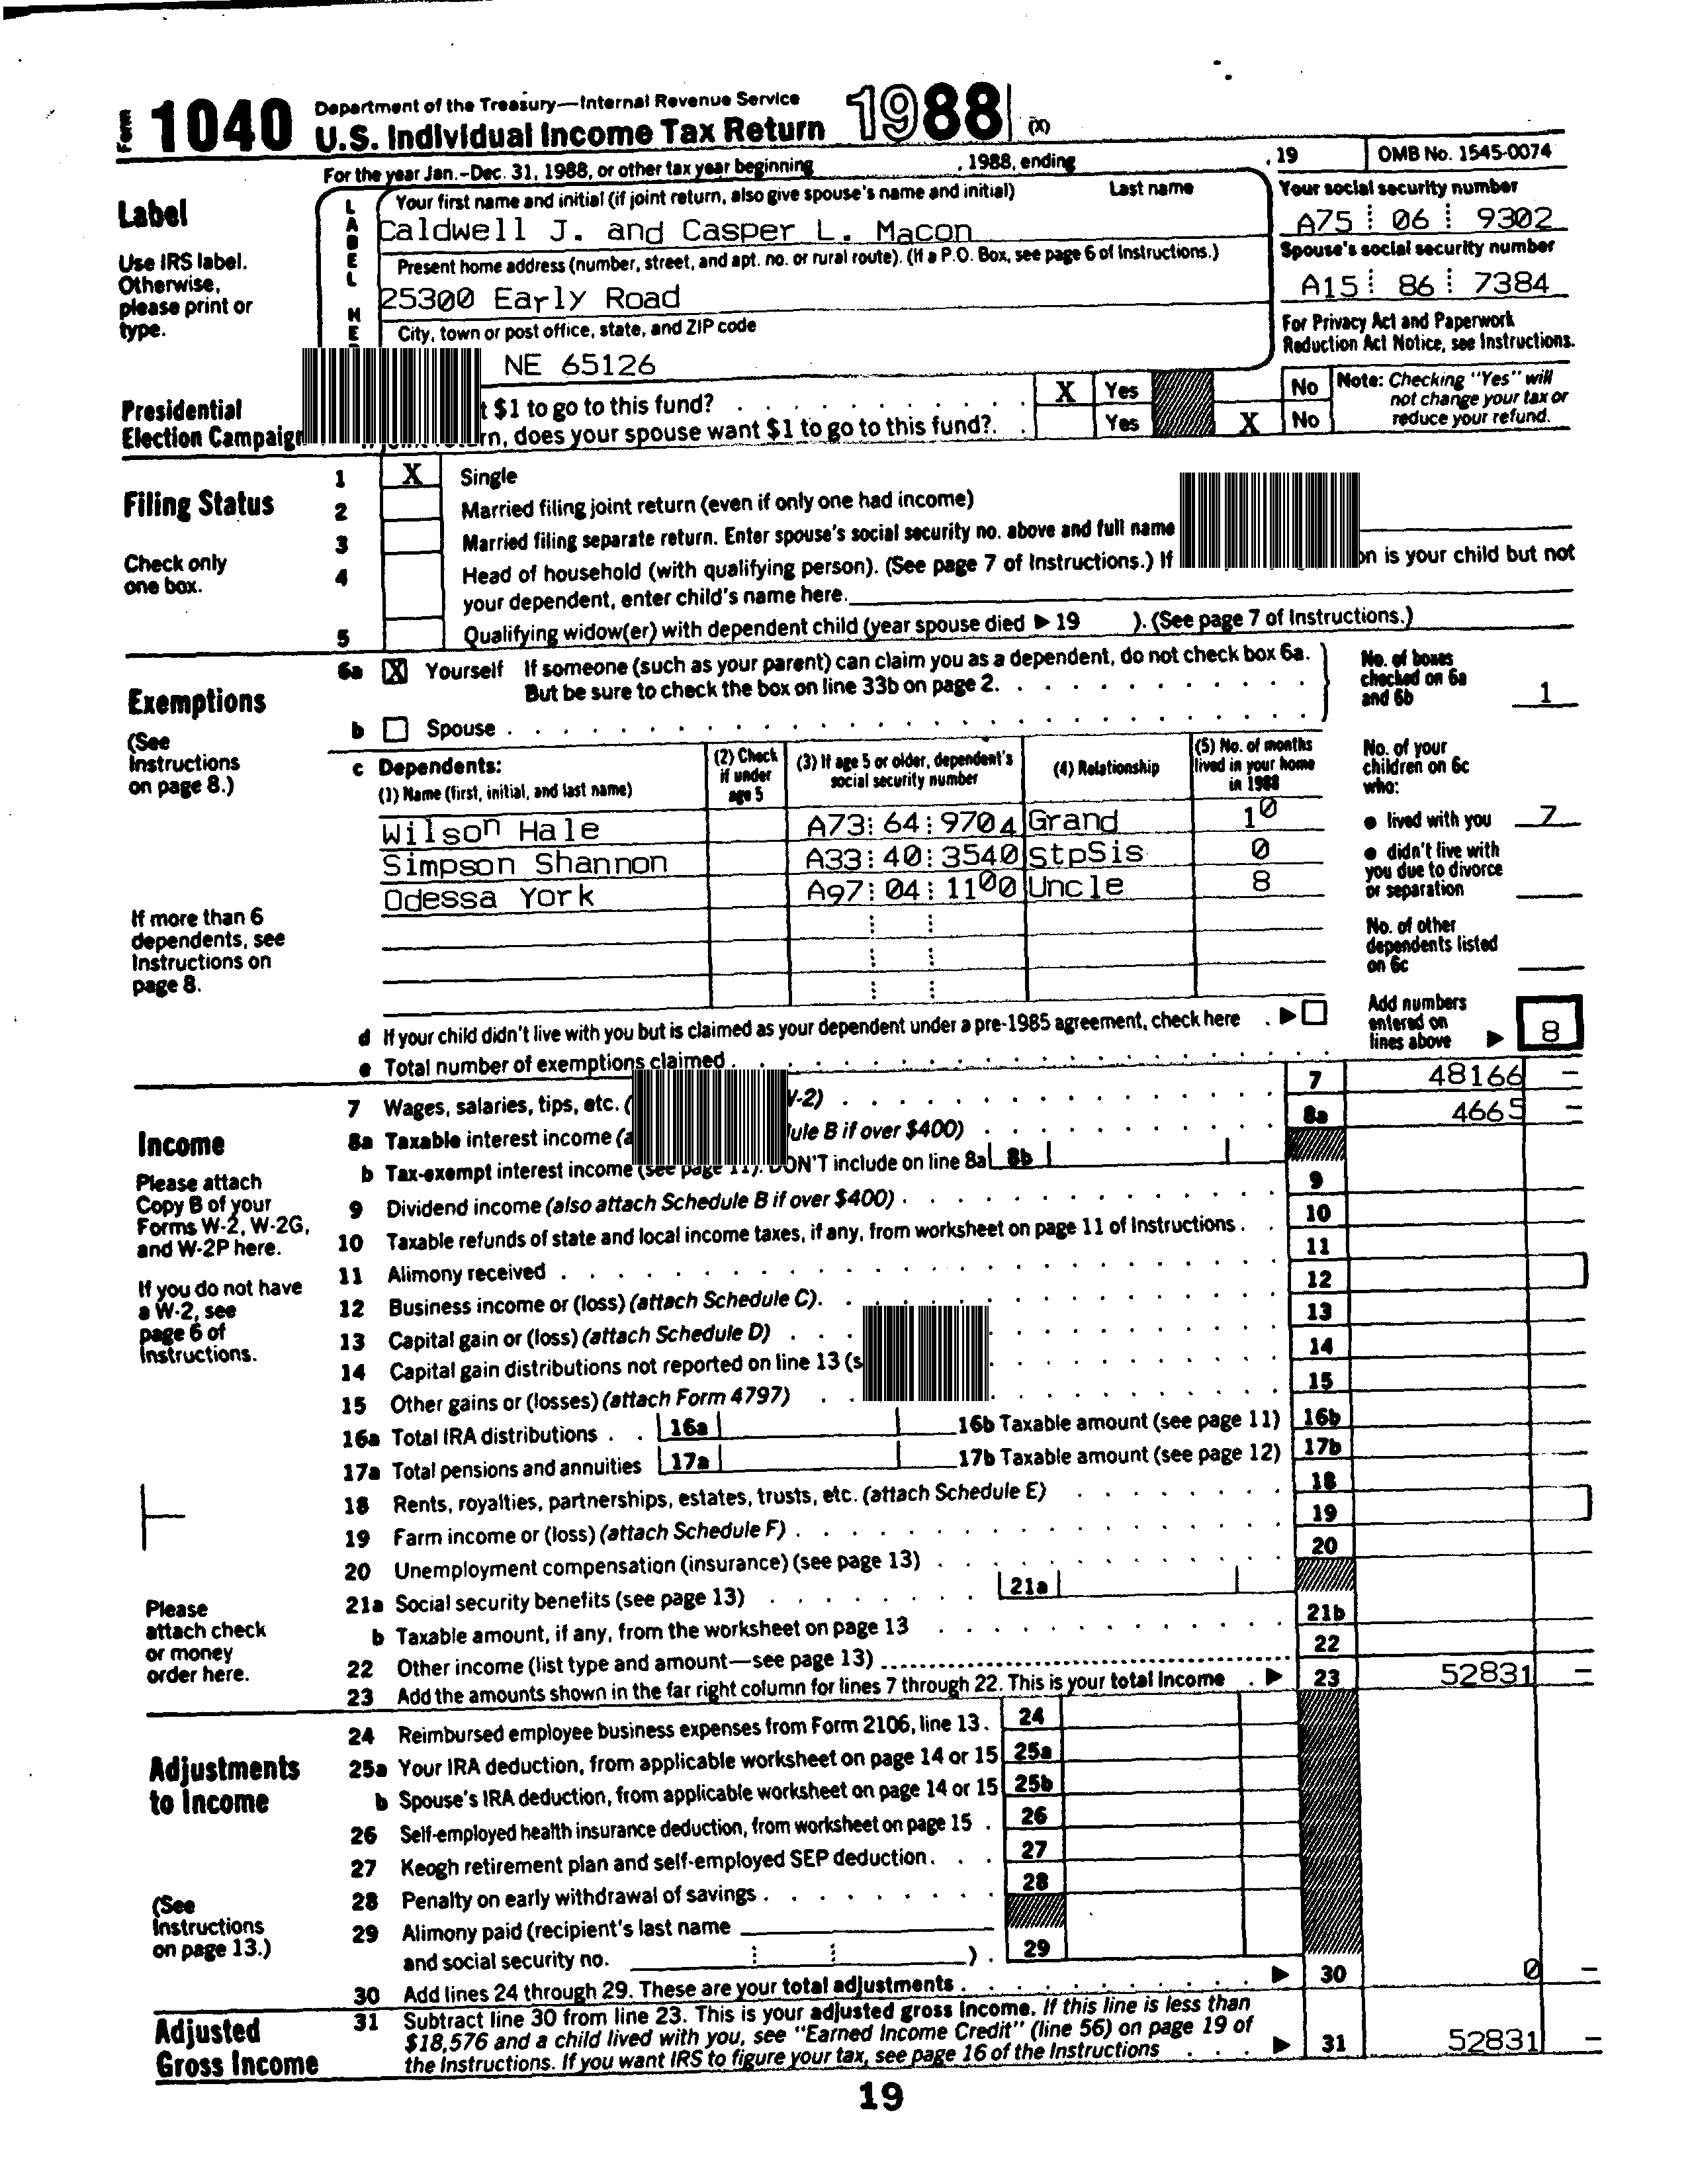 Form 1040 Department of the Treasury—Internal Revenue Service
U.S. Individual Income Tax Return 1988 (X)
For the year Jan.-Dec. 31, 1988, or other tax year beginning , 1988, ending , 19 OMB No. 1545-0074
Label
Use IRS label.
Otherwise,
please print or
type.
LABEL HE
Your first name and initial (if joint return, also give spouse's name and initial) Last name
Caldwell J. and Casper L. Macon
Your social security number
A75 06 9302
Present home address (number, street, and apt. no. or rural route). (If a P.O. Box, see page 6 of Instructions.)
25300 Early Road
Spouse's social security number
A15 86 7384
City, town or post office, state, and ZIP code
NE 65126
For Privacy Act and Paperwork
Reduction Act Notice, see Instructions.
Presidential
Election Campaign
t $1 to go to this fund? X Yes No
rn, does your spouse want $1 to go to this fund? Yes X No
Note: Checking "Yes" will
not change your tax or
reduce your refund.
Filing Status
Check only
one box.
1 X Single
2 Married filing joint return (even if only one had income)
3 Married filing separate return. Enter spouse's social security no. above and full name
4 Head of household (with qualifying person). (See page 7 of Instructions.) If on is your child but not
your dependent, enter child's name here.
5 Qualifying widow(er) with dependent child (year spouse died ▶ 19 ). (See page 7 of Instructions.)
Exemptions
(See
Instructions
on page 8.)
If more than 6
dependents, see
Instructions on
page 8.
6a X Yourself If someone (such as your parent) can claim you as a dependent, do not check box 6a.
But be sure to check the box on line 33b on page 2.
b Spouse
No. of boxes
checked on 6a
and 6b 1
c Dependents:
(1) Name (first, initial, and last name)
(2) Check
if under
age 5
(3) If age 5 or older, dependent's
social security number
(4) Relationship
(5) No. of months
lived in your home
in 1988
Wilson Hale A73 64 9704 Grand 10
Simpson Shannon A33 40 3540 StpSis 0
Odessa York A97 04 1100 Uncle 8
No. of your
children on 6c
who:
● lived with you 7
● didn't live with
you due to divorce
or separation
No. of other
dependents listed
on 6c
d If your child didn't live with you but is claimed as your dependent under a pre-1985 agreement, check here ▶
e Total number of exemptions claimed
Add numbers
entered on
lines above ▶ 8
Income
Please attach
Copy B of your
Forms W-2, W-2G,
and W-2P here.
If you do not have
a W-2, see
page 6 of
Instructions.
Please
attach check
or money
order here.
7 Wages, salaries, tips, etc. ( W-2) 7 48166 —
8a Taxable interest income (a ule B if over $400) 8a 4665 —
b Tax-exempt interest income (see page 11). DON'T include on line 8a 8b
9 Dividend income (also attach Schedule B if over $400) 9
10 Taxable refunds of state and local income taxes, if any, from worksheet on page 11 of Instructions 10
11 Alimony received 11
12 Business income or (loss) (attach Schedule C) 12
13 Capital gain or (loss) (attach Schedule D) 13
14 Capital gain distributions not reported on line 13 (s 14
15 Other gains or (losses) (attach Form 4797) 15
16a Total IRA distributions 16a 16b Taxable amount (see page 11) 16b
17a Total pensions and annuities 17a 17b Taxable amount (see page 12) 17b
18 Rents, royalties, partnerships, estates, trusts, etc. (attach Schedule E) 18
19 Farm income or (loss) (attach Schedule F) 19
20 Unemployment compensation (insurance) (see page 13) 20
21a Social security benefits (see page 13) 21a
b Taxable amount, if any, from the worksheet on page 13 21b
22 Other income (list type and amount—see page 13) 22
23 Add the amounts shown in the far right column for lines 7 through 22. This is your total income ▶ 23 52831 —
Adjustments
to Income
(See
Instructions
on page 13.)
24 Reimbursed employee business expenses from Form 2106, line 13 24
25a Your IRA deduction, from applicable worksheet on page 14 or 15 25a
b Spouse's IRA deduction, from applicable worksheet on page 14 or 15 25b
26 Self-employed health insurance deduction, from worksheet on page 15 26
27 Keogh retirement plan and self-employed SEP deduction 27
28 Penalty on early withdrawal of savings 28
29 Alimony paid (recipient's last name
and social security no. ) 29
30 Add lines 24 through 29. These are your total adjustments ▶ 30 0 —
Adjusted
Gross Income
31 Subtract line 30 from line 23. This is your adjusted gross income. If this line is less than
$18,576 and a child lived with you, see "Earned Income Credit" (line 56) on page 19 of
the Instructions. If you want IRS to figure your tax, see page 16 of the Instructions ▶ 31 52831 —
19